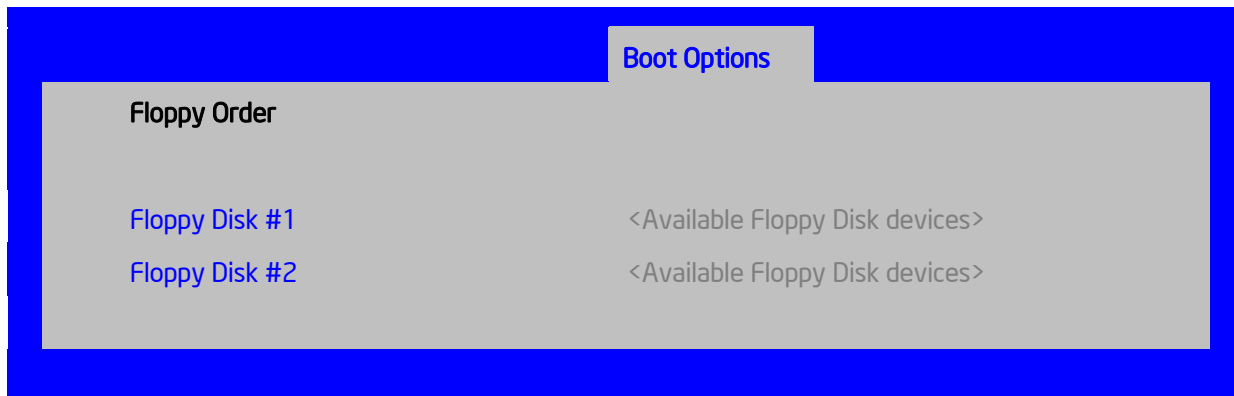 Boot Options
Floppy Order
Floppy Disk #1 <Available Floppy Disk devices>
Floppy Disk #2 <Available Floppy Disk devices>